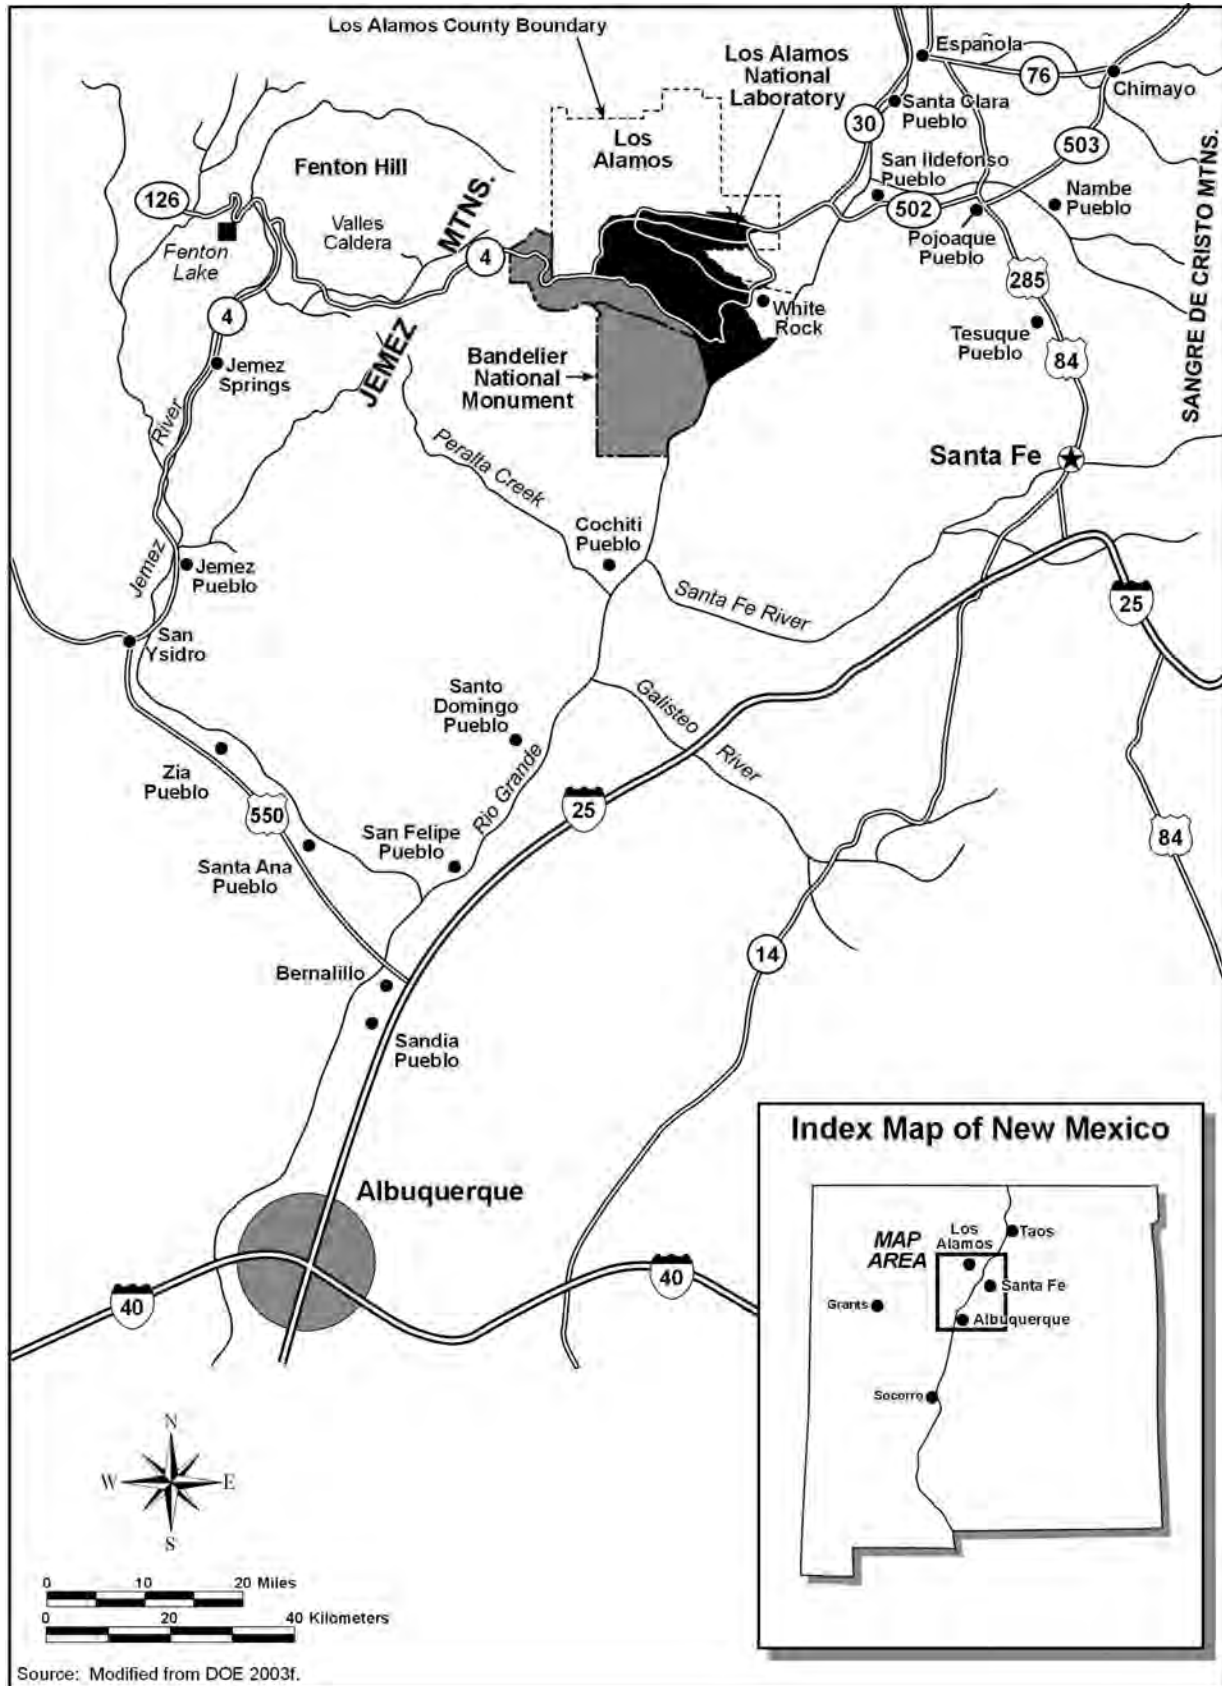 Los Alamos County Boundary
Los Alamos
National
Laboratory
Española
76
Chimayo
Santa Clara
Pueblo
30
503
Los
Alamos
San Ildefonso
Pueblo
502
Nambe
Pueblo
Pojoaque
Pueblo
SANGRE DE CRISTO MTNS.
Fenton Hill
126
Valles
Caldera
Fenton
Lake
JEMEZ
MTNS.
4
4
285
White
Rock
Tesuque
Pueblo
84
Jemez
Springs
Bandelier
National
Monument
Santa Fe
River
Jemez
Peralta Creek
Cochiti
Pueblo
Jemez
Pueblo
Santa Fe River
25
San
Ysidro
Galisteo
River
Santo
Domingo
Pueblo
Rio Grande
Zia
Pueblo
550
25
San Felipe
Pueblo
84
Santa Ana
Pueblo
14
Bernalillo
Sandia
Pueblo
Albuquerque
40
40
Index Map of New Mexico
MAP
AREA
Los
Alamos
Taos
Santa Fe
Grants
Albuquerque
Socorro
N
W
E
S
0 10 20 Miles
0 20 40 Kilometers
Source: Modified from DOE 2003f.